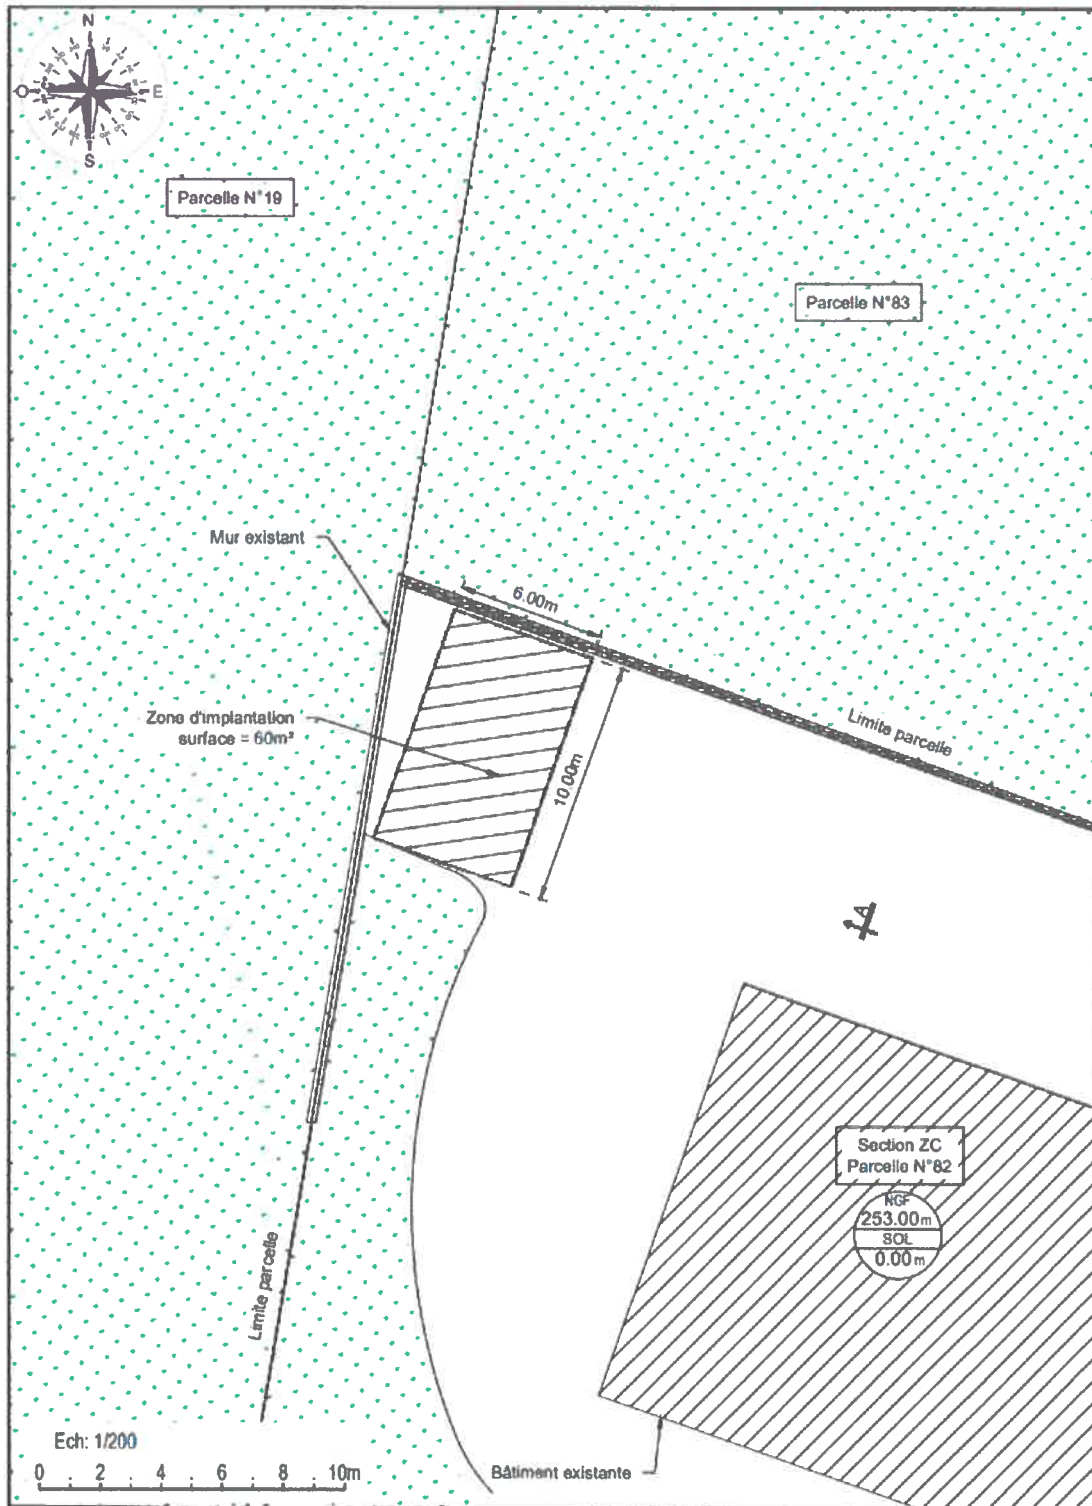 N
O
E
S
Parcelle N°19
Parcelle N°83
Mur existant
6.00m
Zone d'implantation
surface = 60m²
10.00m
Limite parcelle
A
Section ZC
Parcelle N°82
NGF
253.00m
SOL
0.00m
Limite parcelle
Ech: 1/200
0 2 4 6 8 10m
Bâtiment existante